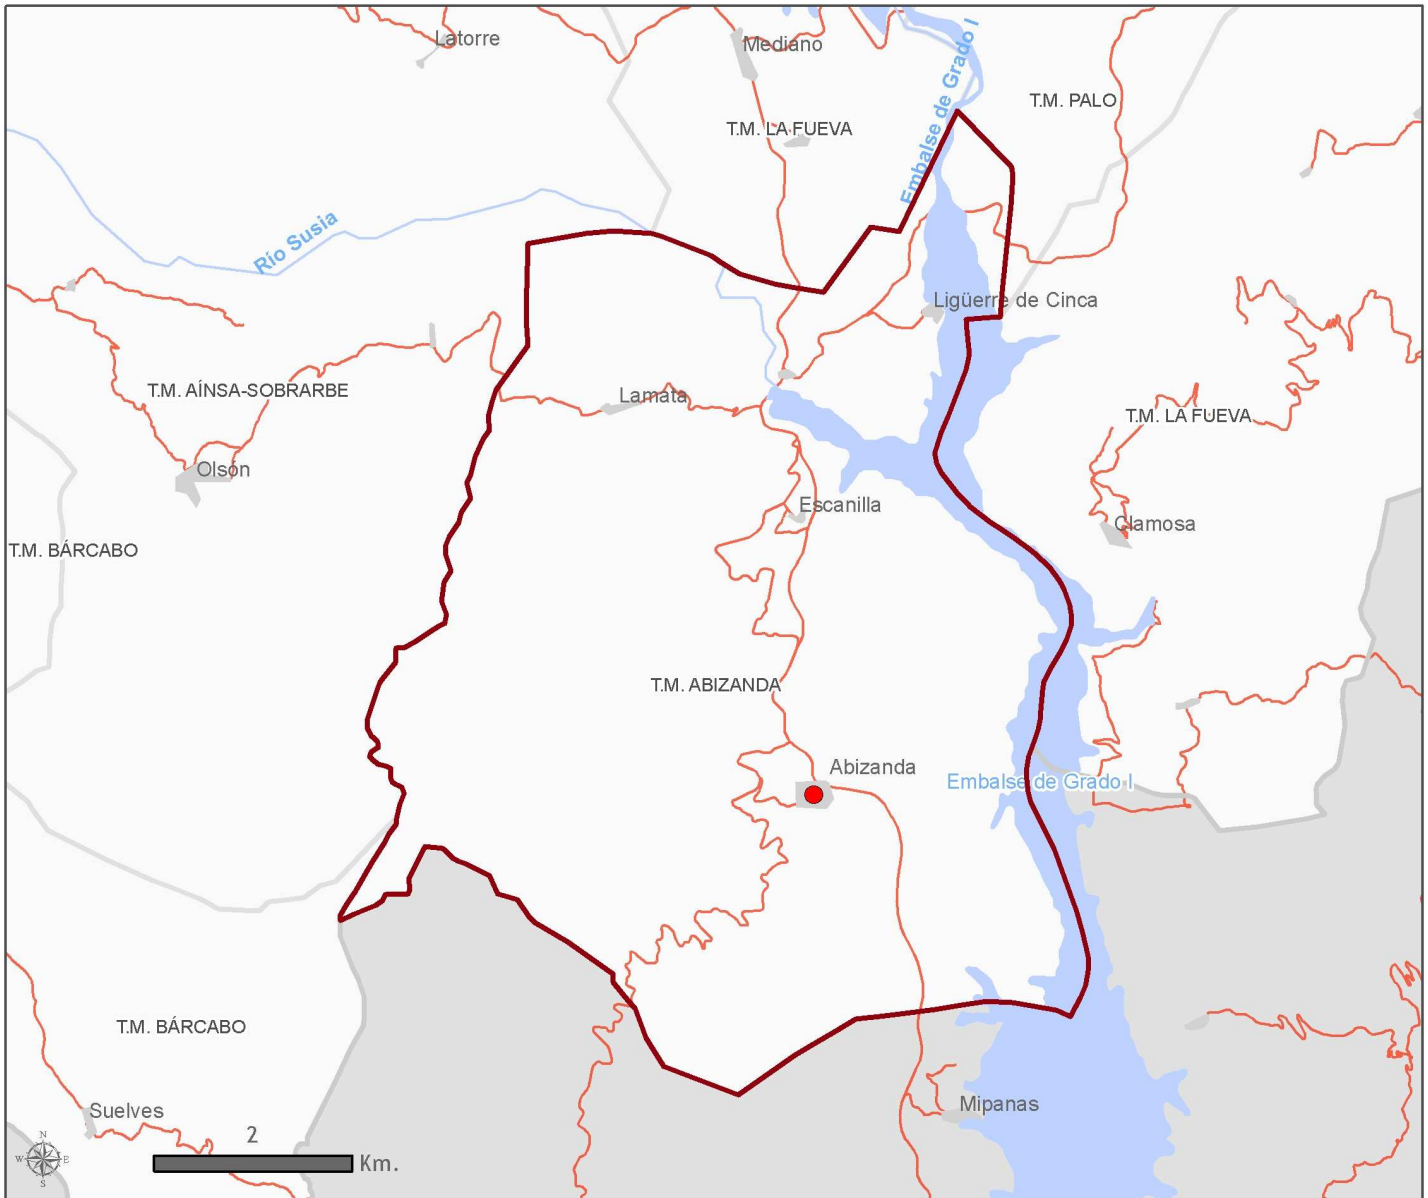 Latorre
Mediano
Embalse de Grado I
T.M. PALO
T.M. LA FUEVA
Río Susia
Ligüerre de Cinca
T.M. AÍNSA-SOBRARBE
Lamata
T.M. LA FUEVA
Olsón
Escanilla
Clamosa
T.M. BÁRCABO
T.M. ABIZANDA
Abizanda
Embalse de Grado I
T.M. BÁRCABO
Suelves
Mipanas
2
Km.
N
W
E
S